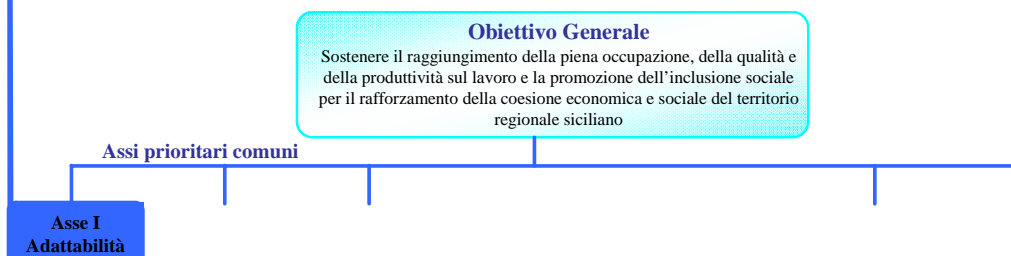 Obiettivo Generale
Sostenere il raggiungimento della piena occupazione, della qualità e
della produttività sul lavoro e la promozione dell’inclusione sociale
per il rafforzamento della coesione economica e sociale del territorio
regionale siciliano
Assi prioritari comuni
Asse I
Adattabilità